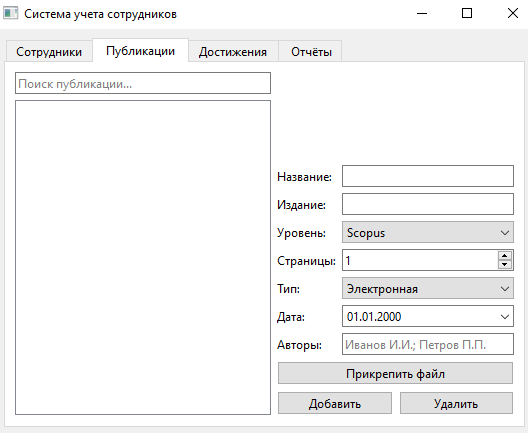 Система учета сотрудников
Сотрудники Публикации Достижения Отчёты
Поиск публикации...
Название:
Издание:
Уровень: Scopus
Страницы: 1
Тип: Электронная
Дата: 01.01.2000
Авторы: Иванов И.И.; Петров П.П.
Прикрепить файл
Добавить Удалить